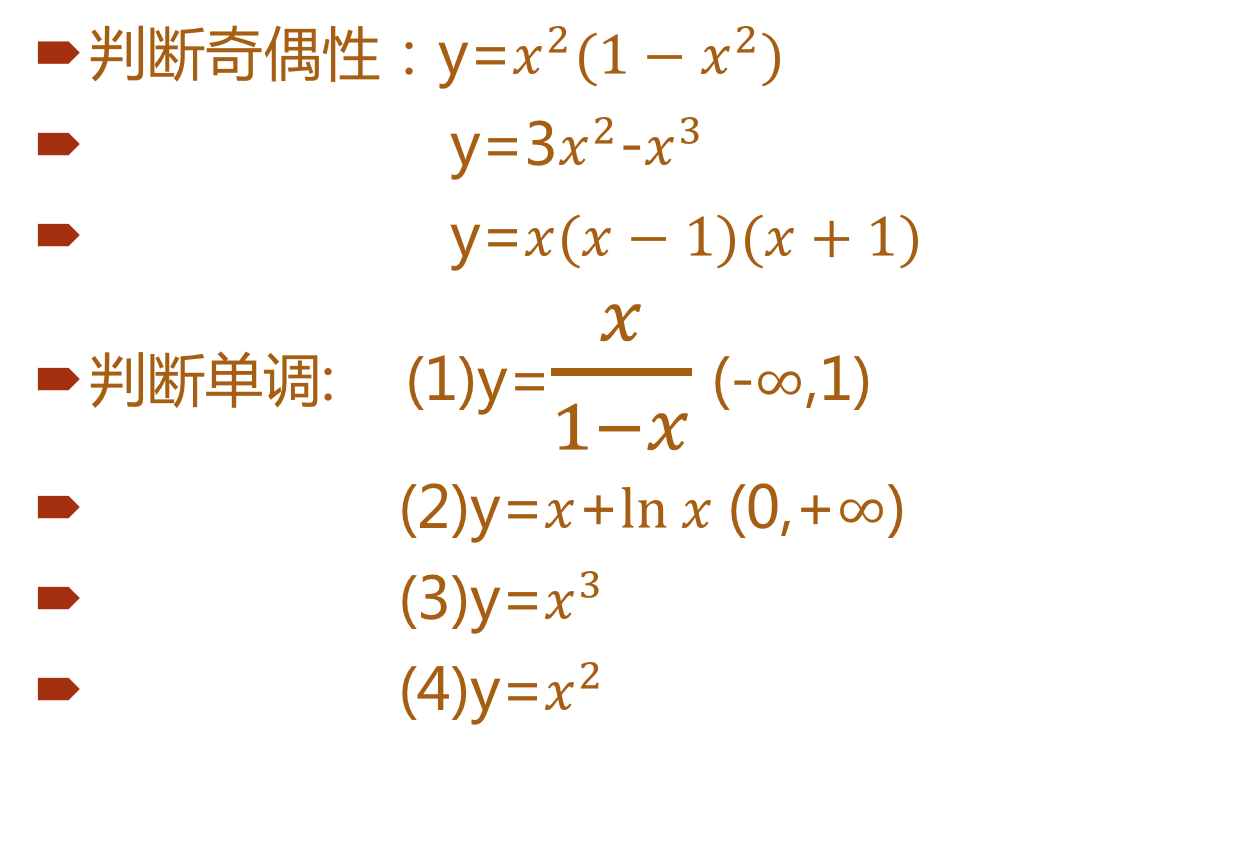 判断奇偶性：y=x²(1 − x²)
y=3x²-x³
y=x(x − 1)(x + 1)
判断单调: (1)y=x/(1−x) (-∞,1)
(2)y=x+ln x (0,+∞)
(3)y=x³
(4)y=x²